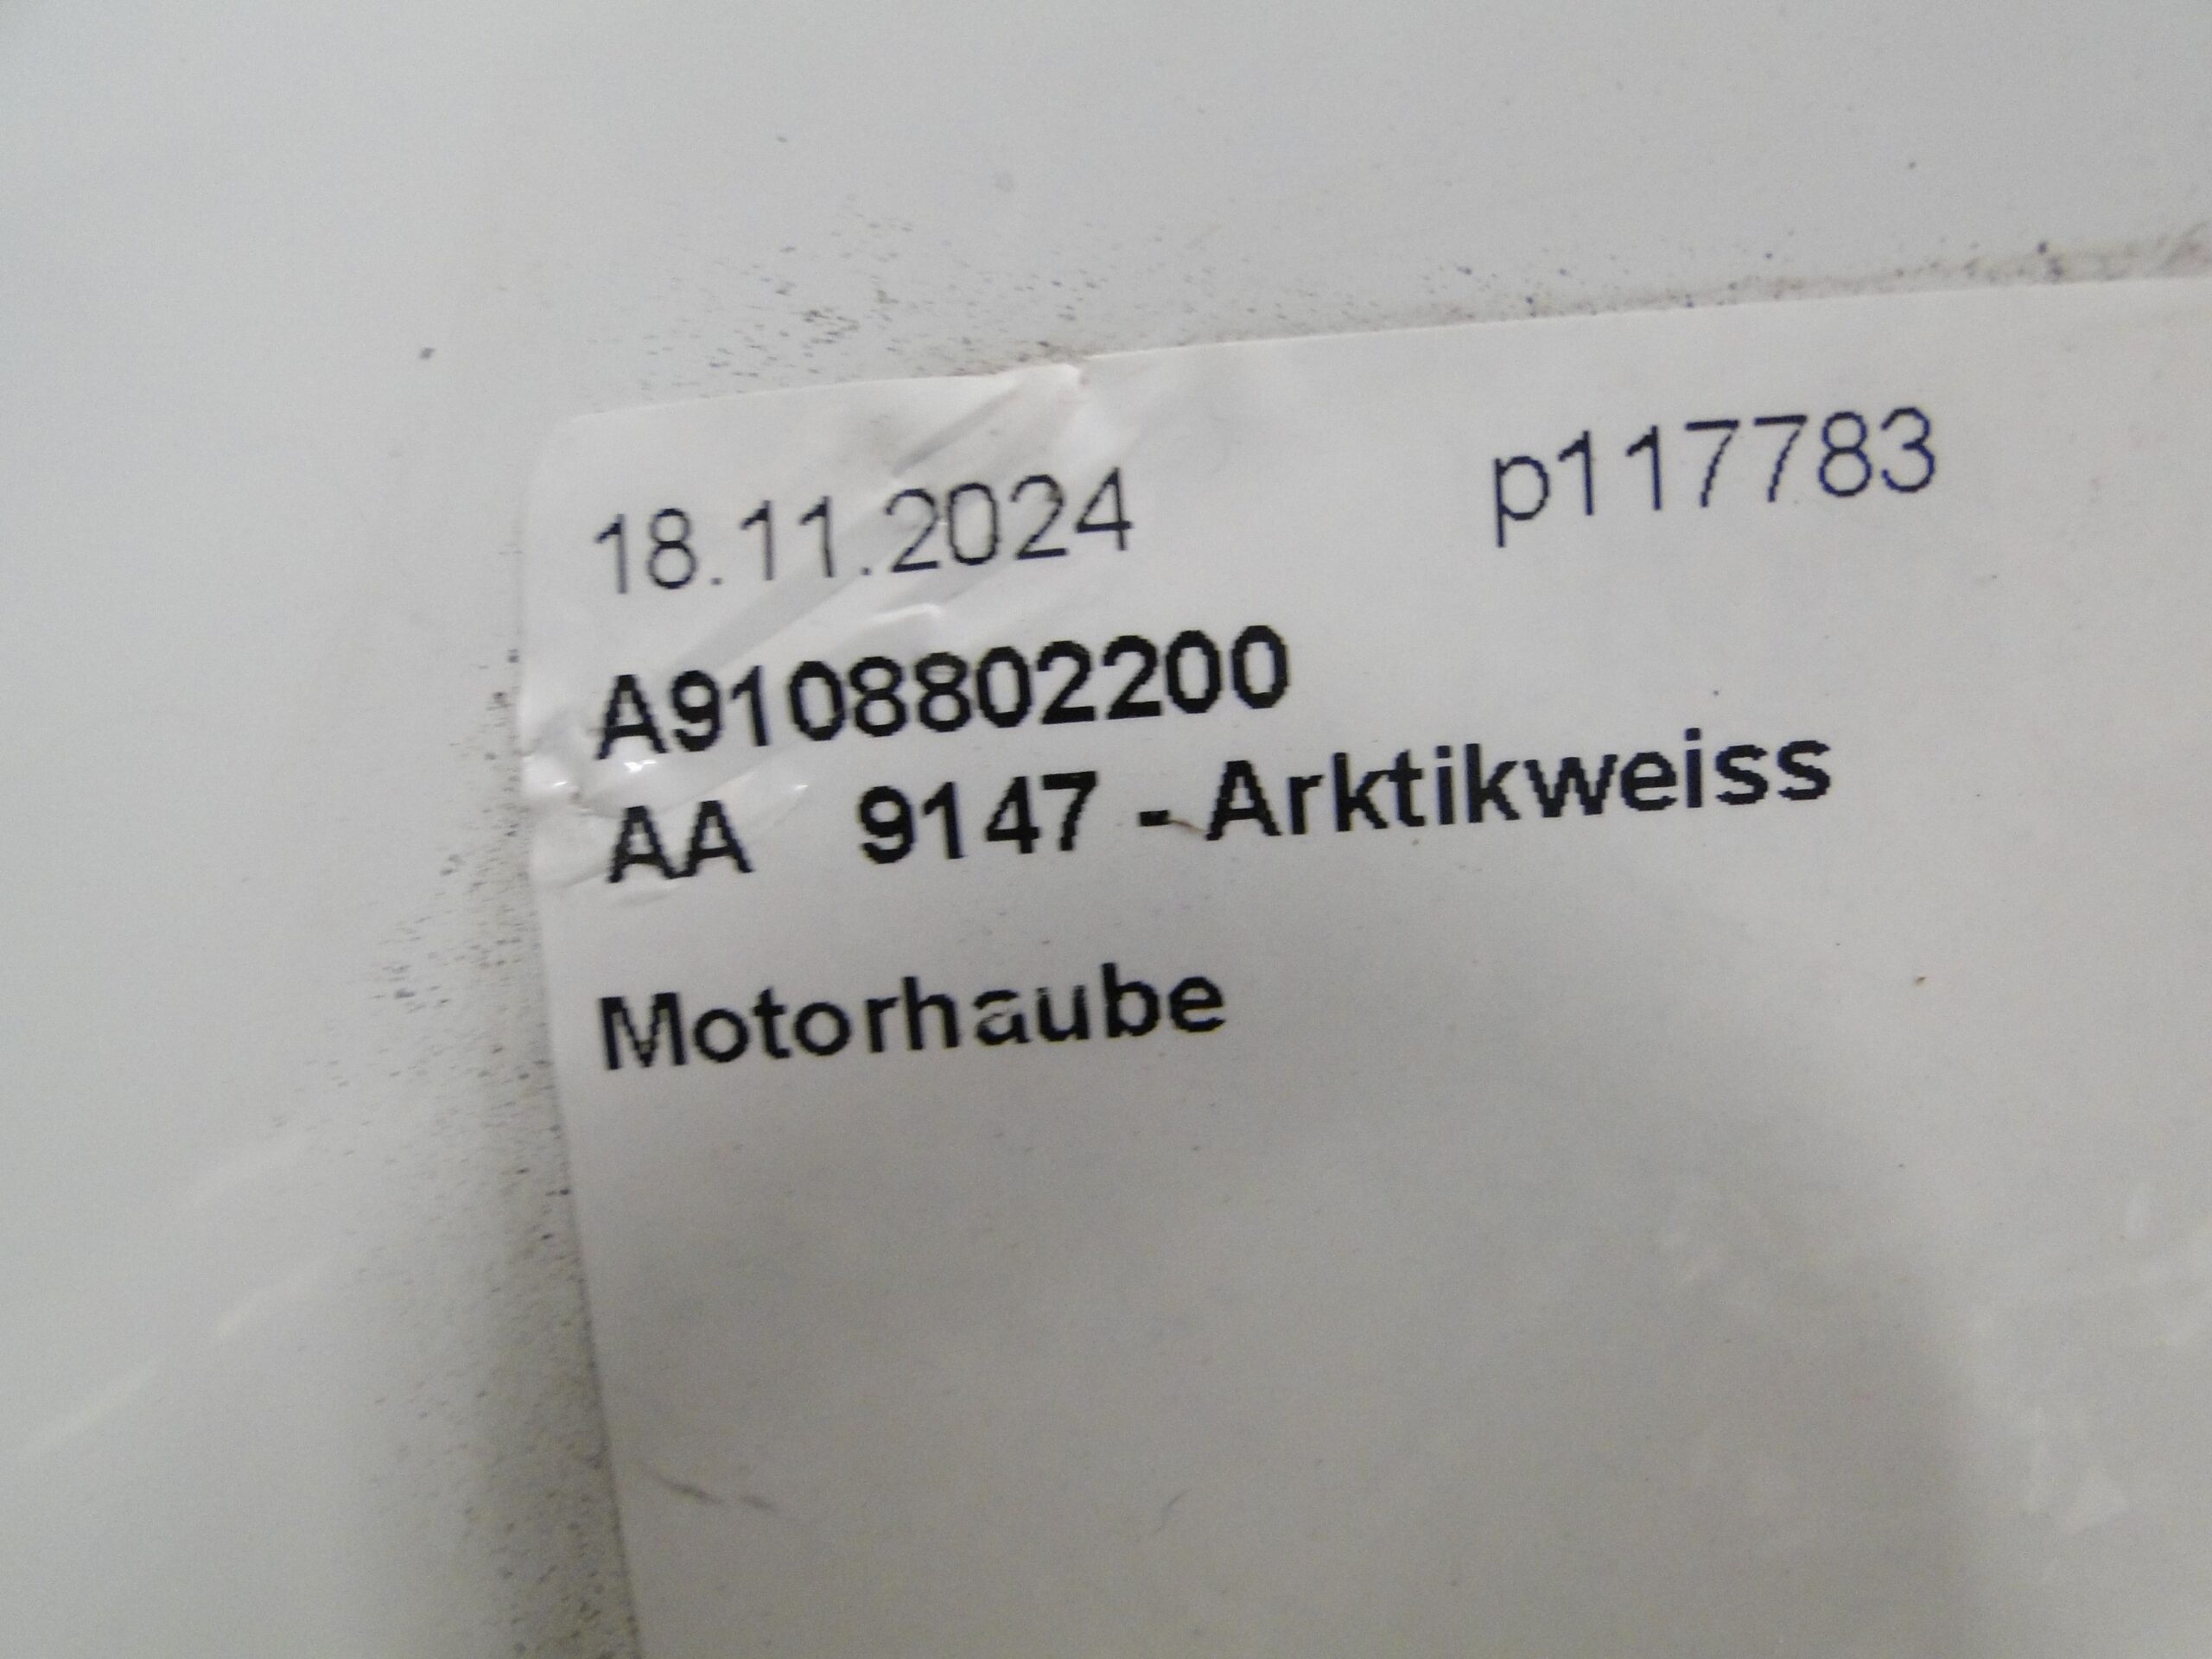 18.11.2024 p117783
A9108802200
AA 9147 - Arktikweiss
Motorhaube